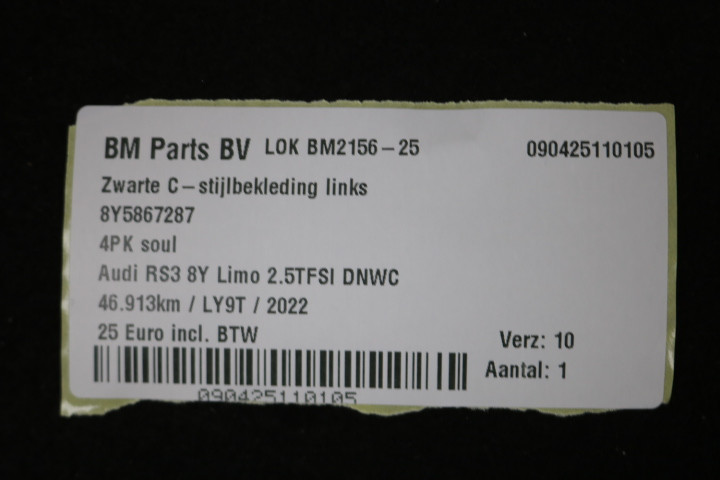 BM Parts BV LOK BM2156-25 090425110105
Zwarte C-stijlbekleding links
8Y5867287
4PK soul
Audi RS3 8Y Limo 2.5TFSI DNWC
46.913km / LY9T / 2022
25 Euro incl. BTW
Verz: 10
Aantal: 1
090425110105